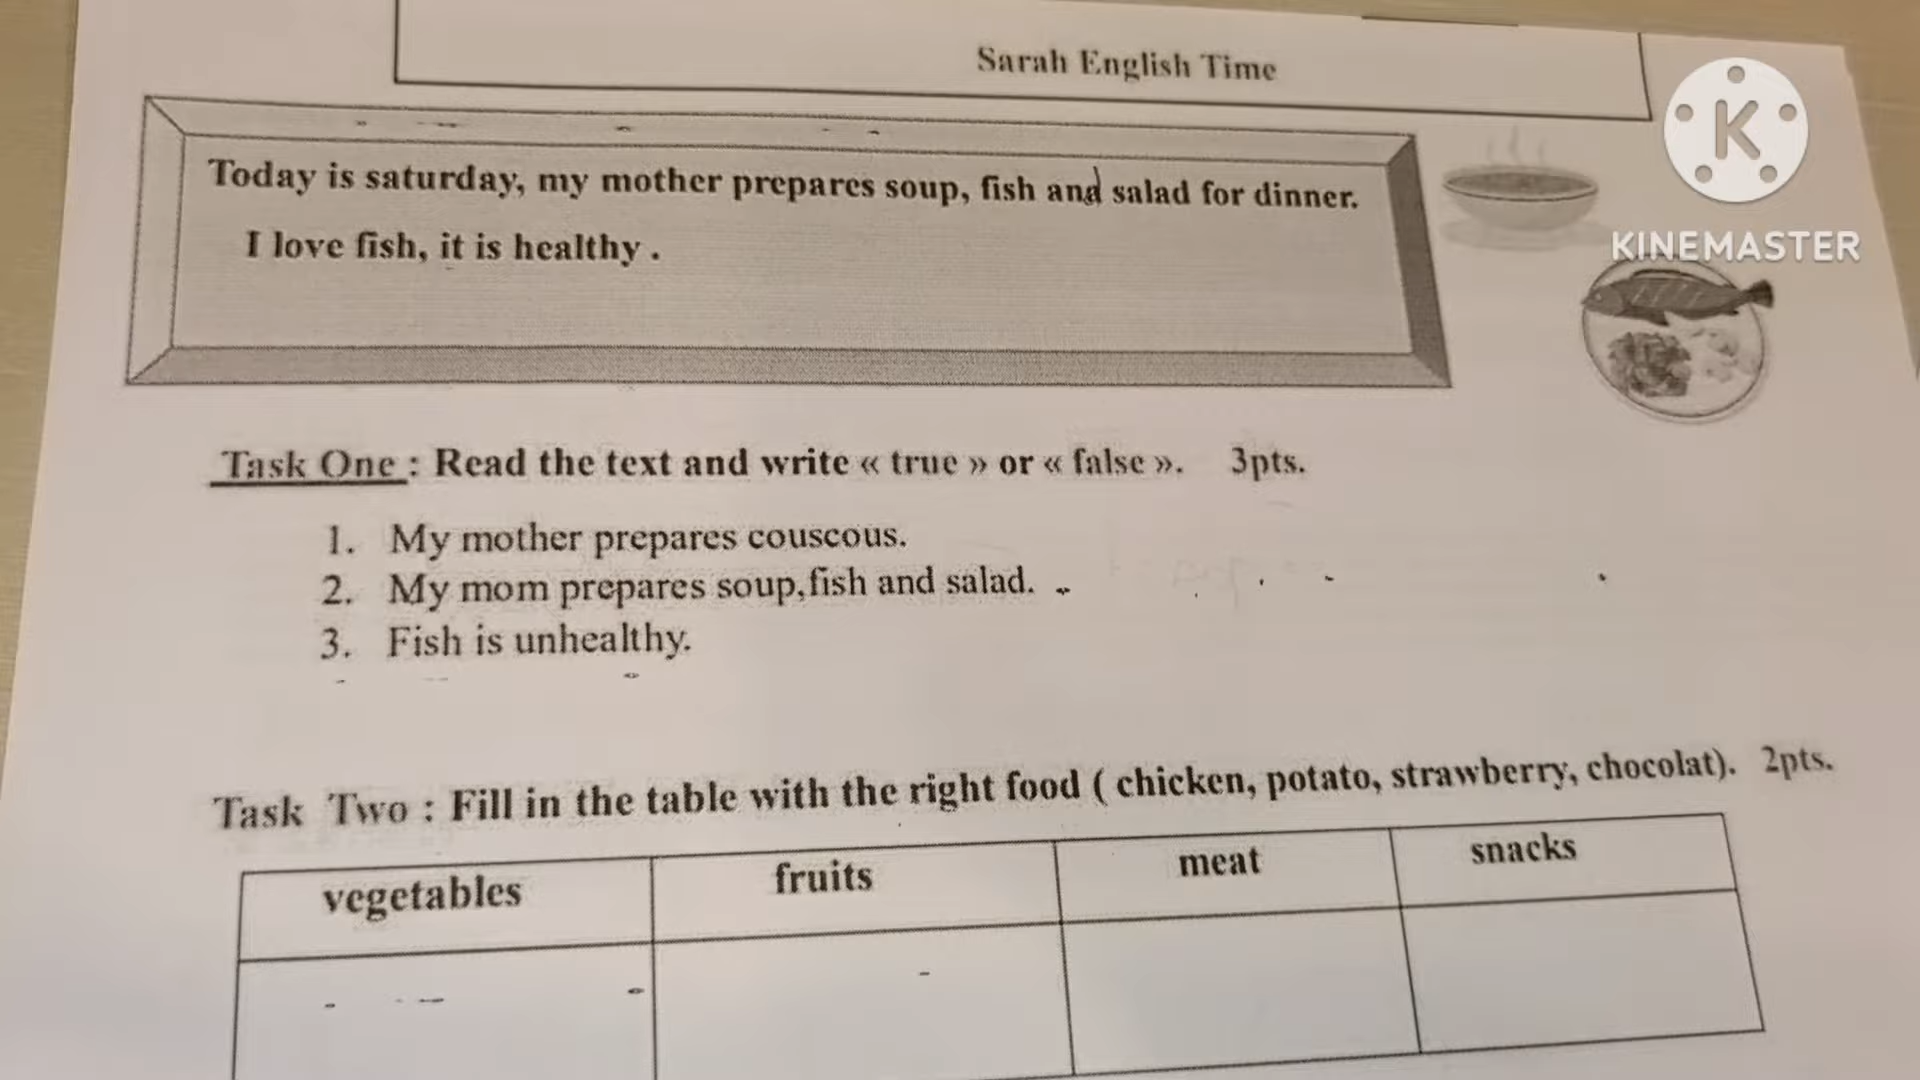 Sarah English Time
K
KINEMASTER
Today is saturday, my mother prepares soup, fish and salad for dinner.
I love fish, it is healthy .
Task One : Read the text and write « true » or « false ». 3pts.
1. My mother prepares couscous.
2. My mom prepares soup,fish and salad.
3. Fish is unhealthy.
Task Two : Fill in the table with the right food ( chicken, potato, strawberry, chocolat). 2pts.
vegetables fruits meat snacks